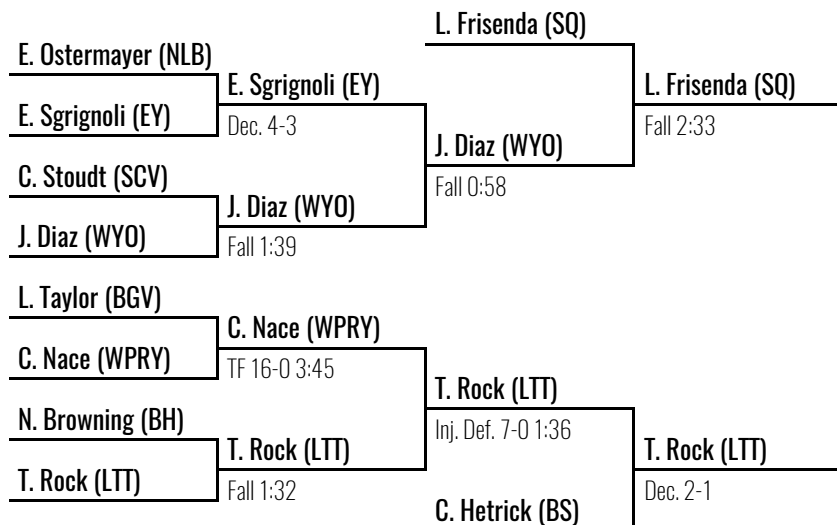 L. Frisenda (SQ)
E. Ostermayer (NLB)
E. Sgrignoli (EY)
L. Frisenda (SQ)
E. Sgrignoli (EY)
Dec. 4-3
Fall 2:33
J. Diaz (WYO)
C. Stoudt (SCV)
Fall 0:58
J. Diaz (WYO)
J. Diaz (WYO)
Fall 1:39
L. Taylor (BGV)
C. Nace (WPRY)
C. Nace (WPRY)
TF 16-0 3:45
T. Rock (LTT)
N. Browning (BH)
Inj. Def. 7-0 1:36
T. Rock (LTT)
T. Rock (LTT)
T. Rock (LTT)
Fall 1:32
Dec. 2-1
C. Hetrick (BS)